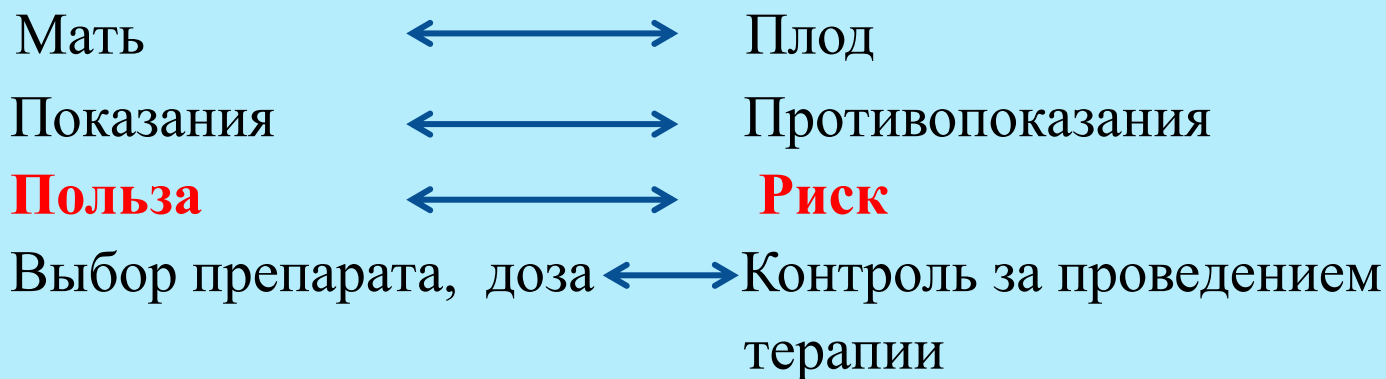 Мать Плод
Показания Противопоказания
Польза Риск
Выбор препарата, доза Контроль за проведением
терапии